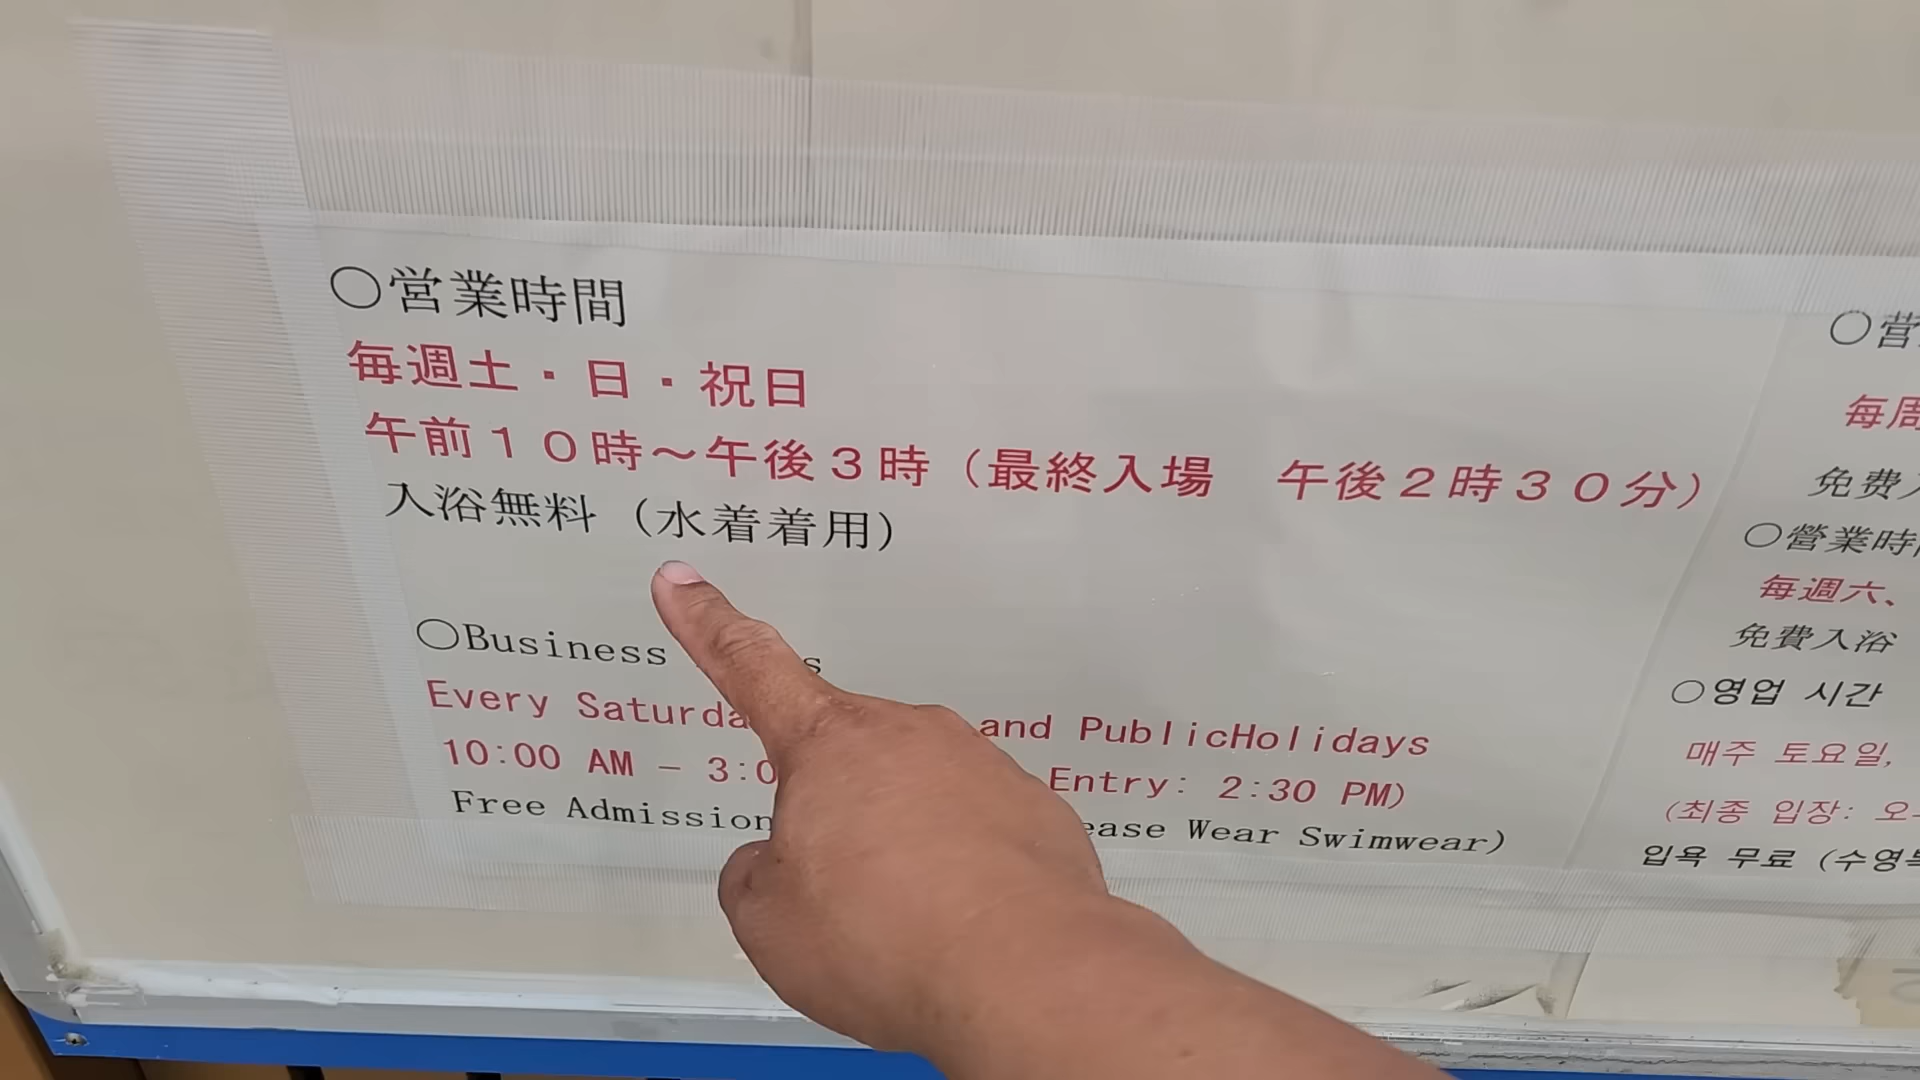 ○営業時間
毎週土・日・祝日
午前10時～午後3時（最終入場　午後2時30分）
入浴無料（水着着用）
○Business
Every and PublicHolidays
10:00 AM – Entry: 2:30 PM)
Free Admission Wear Swimwear)
○営
毎周
免费入
○營業時間
每週六、
免費入浴
○영업 시간
매주 토요일,
(최종 입장:
입욕 무료